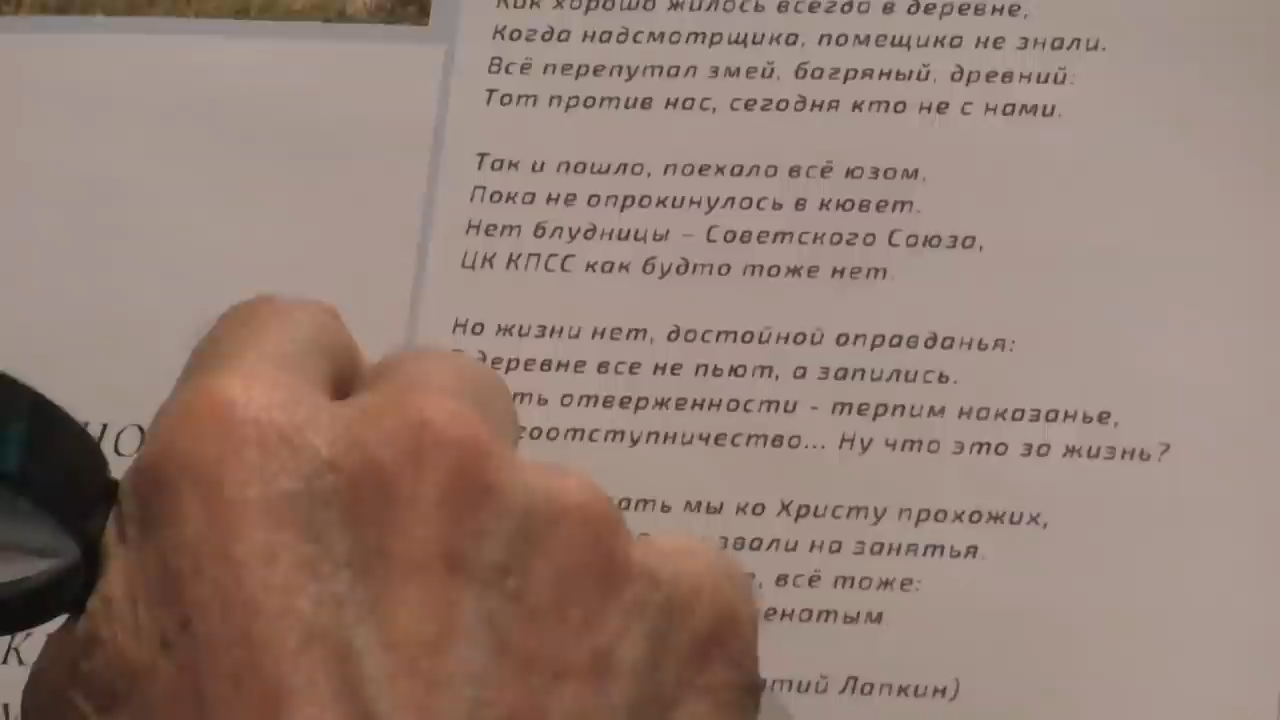 Как хорошо жилось всегда в деревне,
Когда надсмотрщика, помещика не знали.
Всё перепутал змей, багряный, древний:
Тот против нас, сегодня кто не с нами.
Так и пошло, поехало всё юзом,
Пока не опрокинулось в кювет.
Нет блудницы – Советского Союза,
ЦК КПСС как будто тоже нет.
Но жизни нет, достойной оправданья:
деревне все не пьют, а запились.
ть отверженности - терпим наказанье,
гоотступничество... Ну что это за жизнь?
ать мы ко Христу прохожих,
звали на занятья.
всё тоже:
енатым
тий Лапкин)